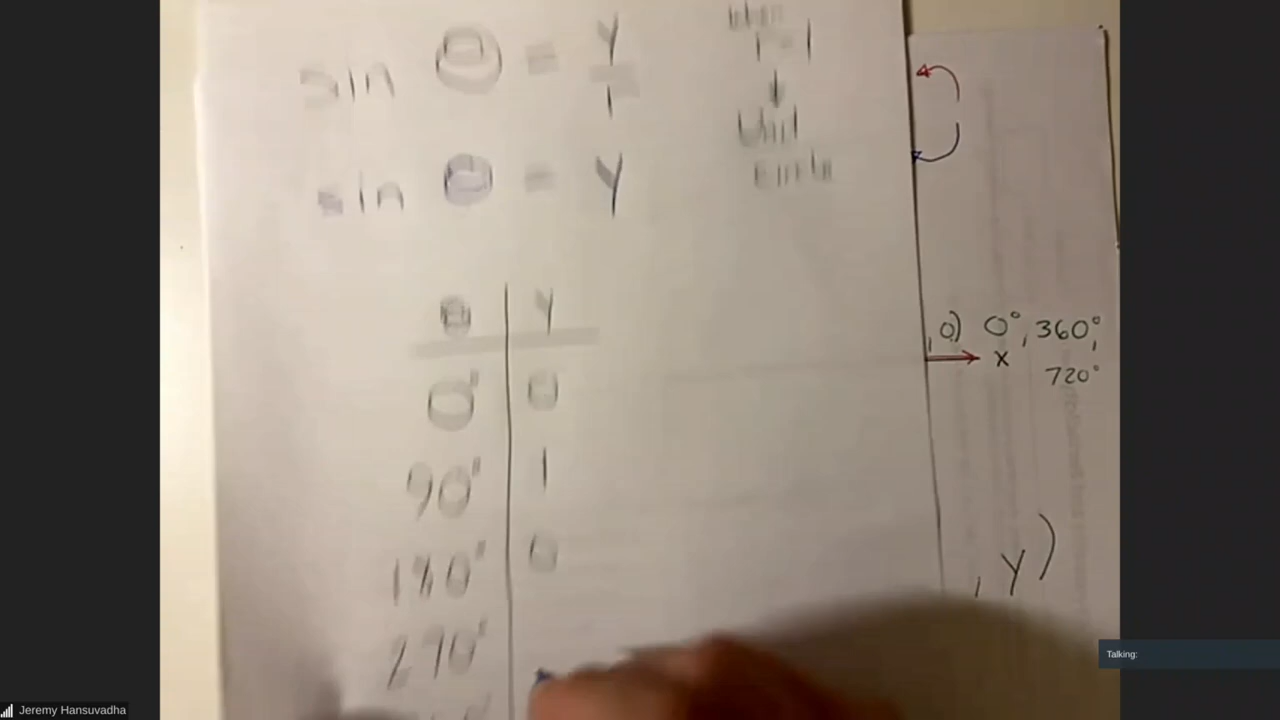 sin θ = y/1
when
r=1
↓
Unit
Circle
sin θ = y
θ | y
0° | 0
90° | 1
180° | 0
270°
,0) 0°, 360°,
x 720°
, y)
Talking:
Jeremy Hansuvadha